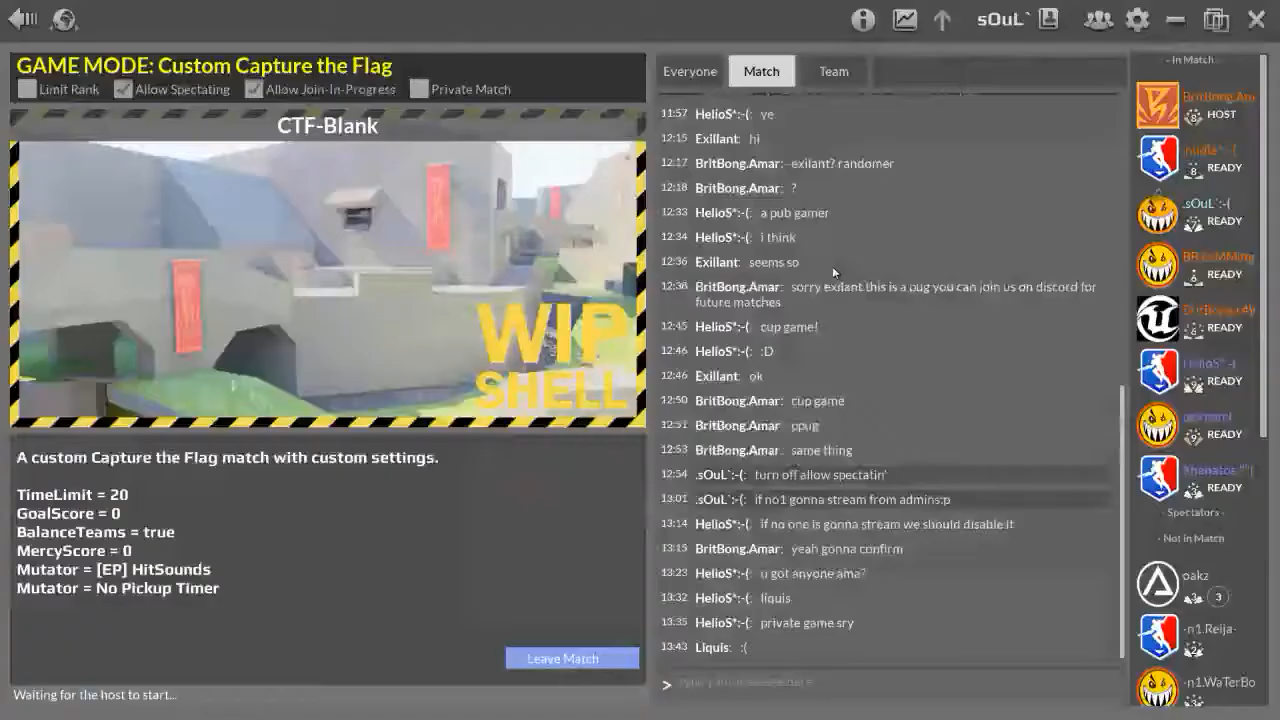 sOuL`
GAME MODE: Custom Capture the Flag
Limit Rank
Allow Spectating
Allow Join-In-Progress
Private Match
CTF-Blank
WIP
SHELL
A custom Capture the Flag match with custom settings.
TimeLimit = 20
GoalScore = 0
BalanceTeams = true
MercyScore = 0
Mutator = [EP] HitSounds
Mutator = No Pickup Timer
Leave Match
Waiting for the host to start...
Everyone
Match
Team
11:57 HelioS*:-(: ye
12:15 Exillant: hi
12:17 BritBong.Amar: exilant? randomer
12:18 BritBong.Amar: ?
12:33 HelioS*:-(: a pub gamer
12:34 HelioS*:-(: i think
12:36 Exillant: seems so
12:38 BritBong.Amar: sorry exilant this is a pug you can join us on discord for
future matches
12:45 HelioS*:-(: cup game!
12:46 HelioS*:-(: :D
12:46 Exillant: ok
12:50 BritBong.Amar: cup game
12:51 BritBong.Amar: ppug
12:53 BritBong.Amar: same thing
12:54 .sOuL`:-(: turn off allow spectatin'
13:01 .sOuL`:-(: if no1 gonna stream from admins:p
13:14 HelioS*:-(: if no one is gonna stream we should disable it
13:15 BritBong.Amar: yeah gonna confirm
13:23 HelioS*:-(: u got anyone ama?
13:32 HelioS*:-(: liquis
13:35 HelioS*:-(: private game sry
13:43 Liquis: :(
>
- In Match -
BritBong.Am
8 HOST
8 READY
.sOuL`:-(
READY
READY
READY
HelioS*:-(
READY
9 READY
READY
- Spectators -
- Not in Match -
oakz
3
-n1.Reija-
2
-n1.WaTerBo